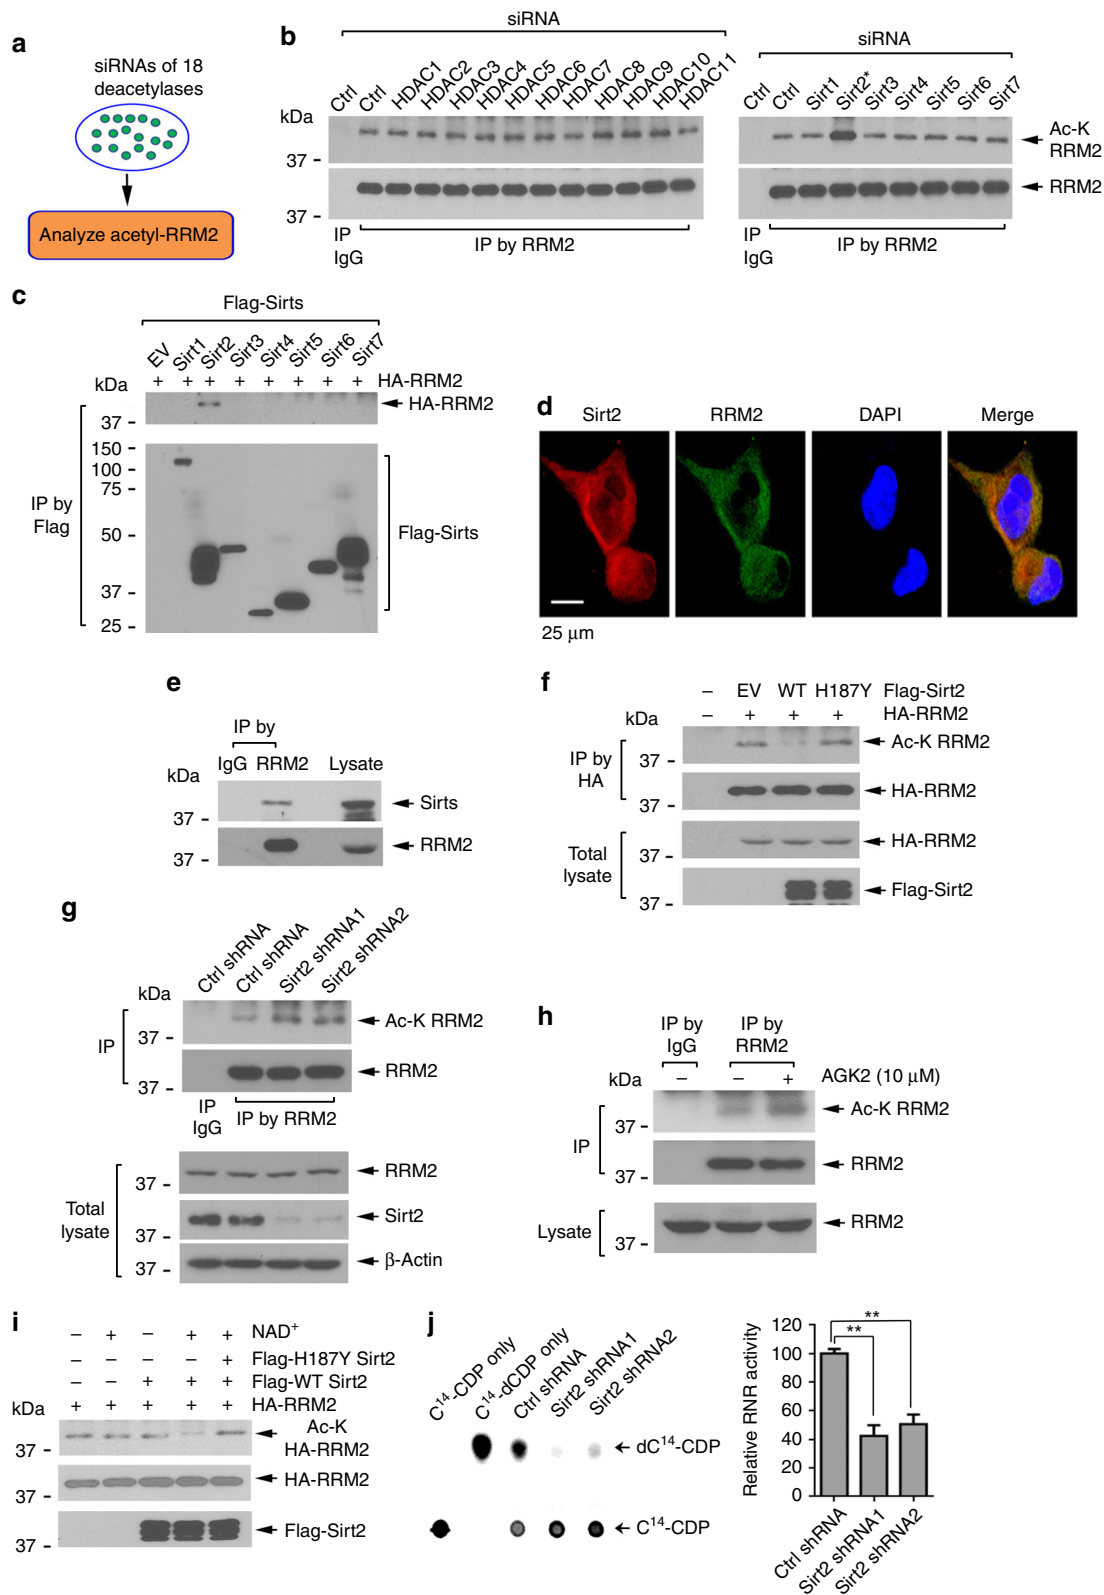 a
siRNAs of 18
deacetylases
Analyze acetyl-RRM2
b
siRNA
Ctrl Ctrl HDAC1 HDAC2 HDAC3 HDAC4 HDAC5 HDAC6 HDAC7 HDAC8 HDAC9 HDAC10 HDAC11
kDa
37 –
37 –
IP
IgG
IP by RRM2
siRNA
Ctrl Ctrl Sirt1 Sirt2* Sirt3 Sirt4 Sirt5 Sirt6 Sirt7
Ac-K
RRM2
RRM2
IP
IgG
IP by RRM2
c
Flag-Sirts
EV Sirt1 Sirt2 Sirt3 Sirt4 Sirt5 Sirt6 Sirt7
+ + + + + + + + HA-RRM2
kDa
HA-RRM2
37 –
150 –
100 –
75 –
50 –
37 –
25 –
IP by
Flag
Flag-Sirts
d
Sirt2 RRM2 DAPI Merge
25 μm
e
IP by
IgG RRM2 Lysate
kDa
Sirts
37 –
RRM2
37 –
f
– EV WT H187Y Flag-Sirt2
– + + + HA-RRM2
kDa
IP by
HA
Ac-K RRM2
37 –
HA-RRM2
37 –
Total
lysate
HA-RRM2
37 –
Flag-Sirt2
37 –
g
Ctrl shRNA Ctrl shRNA Sirt2 shRNA1 Sirt2 shRNA2
kDa
IP
Ac-K RRM2
37 –
RRM2
37 –
IP
IgG
IP by RRM2
Total
lysate
RRM2
37 –
Sirt2
37 –
β-Actin
37 –
h
IP by
IgG
IP by
RRM2
kDa – – + AGK2 (10 μM)
IP
Ac-K RRM2
37 –
RRM2
37 –
Lysate
RRM2
37 –
i
– + – + + NAD+
– – – – + Flag-H187Y Sirt2
– – + + + Flag-WT Sirt2
+ + + + + HA-RRM2
kDa
Ac-K
HA-RRM2
37 –
HA-RRM2
37 –
Flag-Sirt2
37 –
j
C14-CDP only C14-dCDP only Ctrl shRNA Sirt2 shRNA1 Sirt2 shRNA2
dC14-CDP
C14-CDP
Relative RNR activity
120
100
80
60
40
20
0
**
**
Ctrl shRNA Sirt2 shRNA1 Sirt2 shRNA2